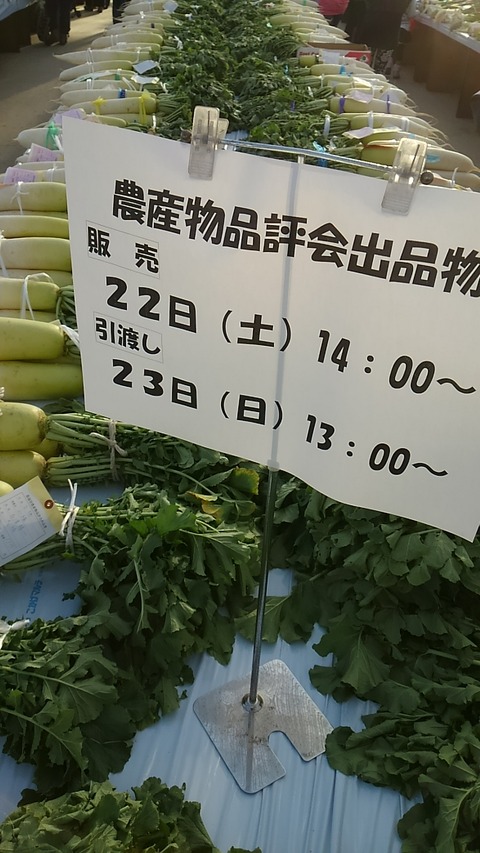 農産物品評会出品物
販売
22日（土）14：00～
引渡し
23日（日）13：00～